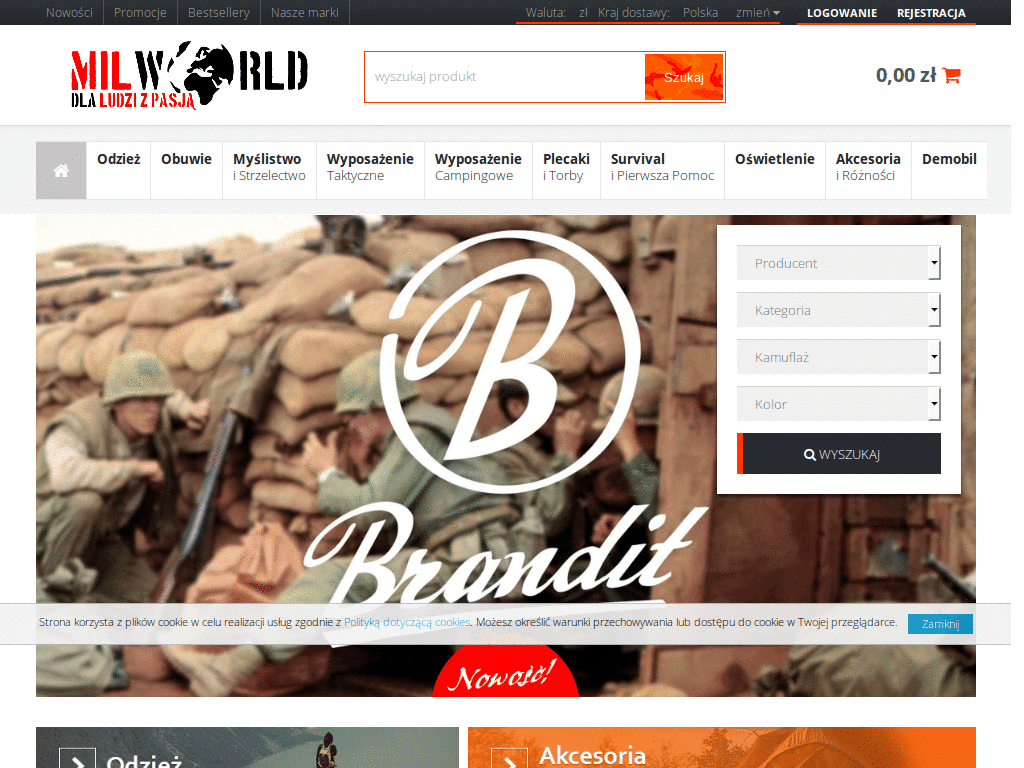 Nowości Promocje Bestsellery Nasze marki Waluta: zł Kraj dostawy: Polska zmień LOGOWANIE REJESTRACJA
MILWORLD
DLA LUDZI Z PASJĄ
wyszukaj produkt Szukaj 0,00 zł
Odzież Obuwie Myślistwo Wyposażenie Wyposażenie Plecaki Survival Oświetlenie Akcesoria Demobil
i Strzelectwo Taktyczne Campingowe i Torby i Pierwsza Pomoc i Różności
B
Brandit
Nowość!
Producent
Kategoria
Kamuflaż
Kolor
WYSZUKAJ
Strona korzysta z plików cookie w celu realizacji usług zgodnie z Polityką dotyczącą cookies. Możesz określić warunki przechowywania lub dostępu do cookie w Twojej przeglądarce. Zamknij
Odzież
Akcesoria